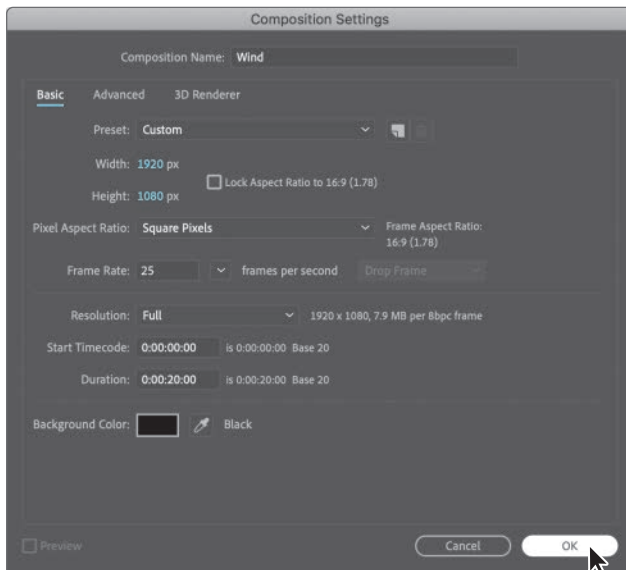 Composition Settings
Composition Name: Wind
Basic Advanced 3D Renderer
Preset: Custom
Width: 1920 px
Lock Aspect Ratio to 16:9 (1.78)
Height: 1080 px
Pixel Aspect Ratio: Square Pixels
Frame Aspect Ratio:
16:9 (1.78)
Frame Rate: 25 frames per second Drop Frame
Resolution: Full 1920 x 1080, 7.9 MB per 8bpc frame
Start Timecode: 0:00:00:00 is 0:00:00:00 Base 20
Duration: 0:00:20:00 is 0:00:20:00 Base 20
Background Color: Black
Preview Cancel OK